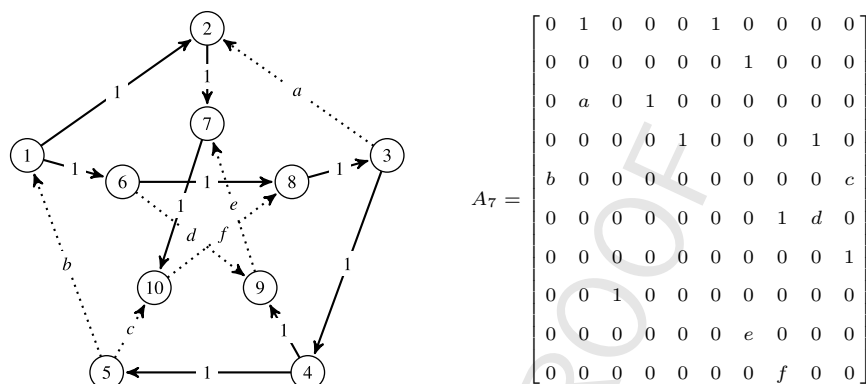 2
1
1
a
7
1
3
1
6
1
8
1
1
e
b
d
f
1
10
9
c
1
5
1
4
A7 =
0 1 0 0 0 1 0 0 0 0
0 0 0 0 0 0 1 0 0 0
0 a 0 1 0 0 0 0 0 0
0 0 0 0 1 0 0 0 1 0
b 0 0 0 0 0 0 0 0 c
0 0 0 0 0 0 0 1 d 0
0 0 0 0 0 0 0 0 0 1
0 0 1 0 0 0 0 0 0 0
0 0 0 0 0 0 e 0 0 0
0 0 0 0 0 0 0 f 0 0
ROOF